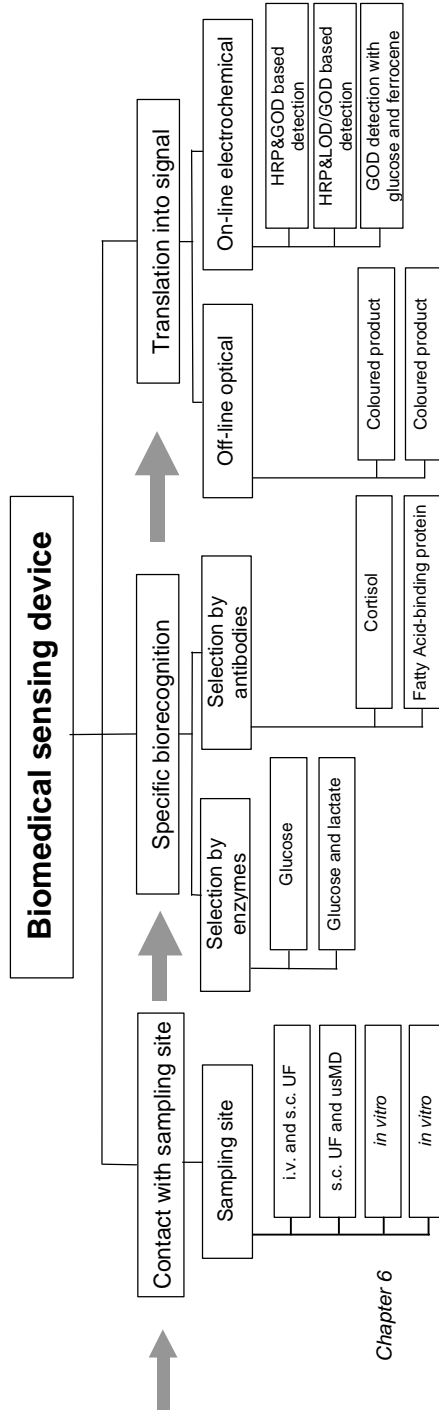 Biomedical sensing device
Contact with sampling site
Specific biorecognition
Translation into signal
Sampling site
Selection by
enzymes
Selection by
antibodies
Off-line optical
On-line electrochemical
i.v. and s.c. UF
Glucose
HRP&GOD based
detection
s.c. UF and usMD
Glucose and lactate
HRP&LOD/GOD based
detection
in vitro
Cortisol
Coloured product
GOD detection with
glucose and ferrocene
in vitro
Fatty Acid-binding protein
Coloured product
Chapter 6